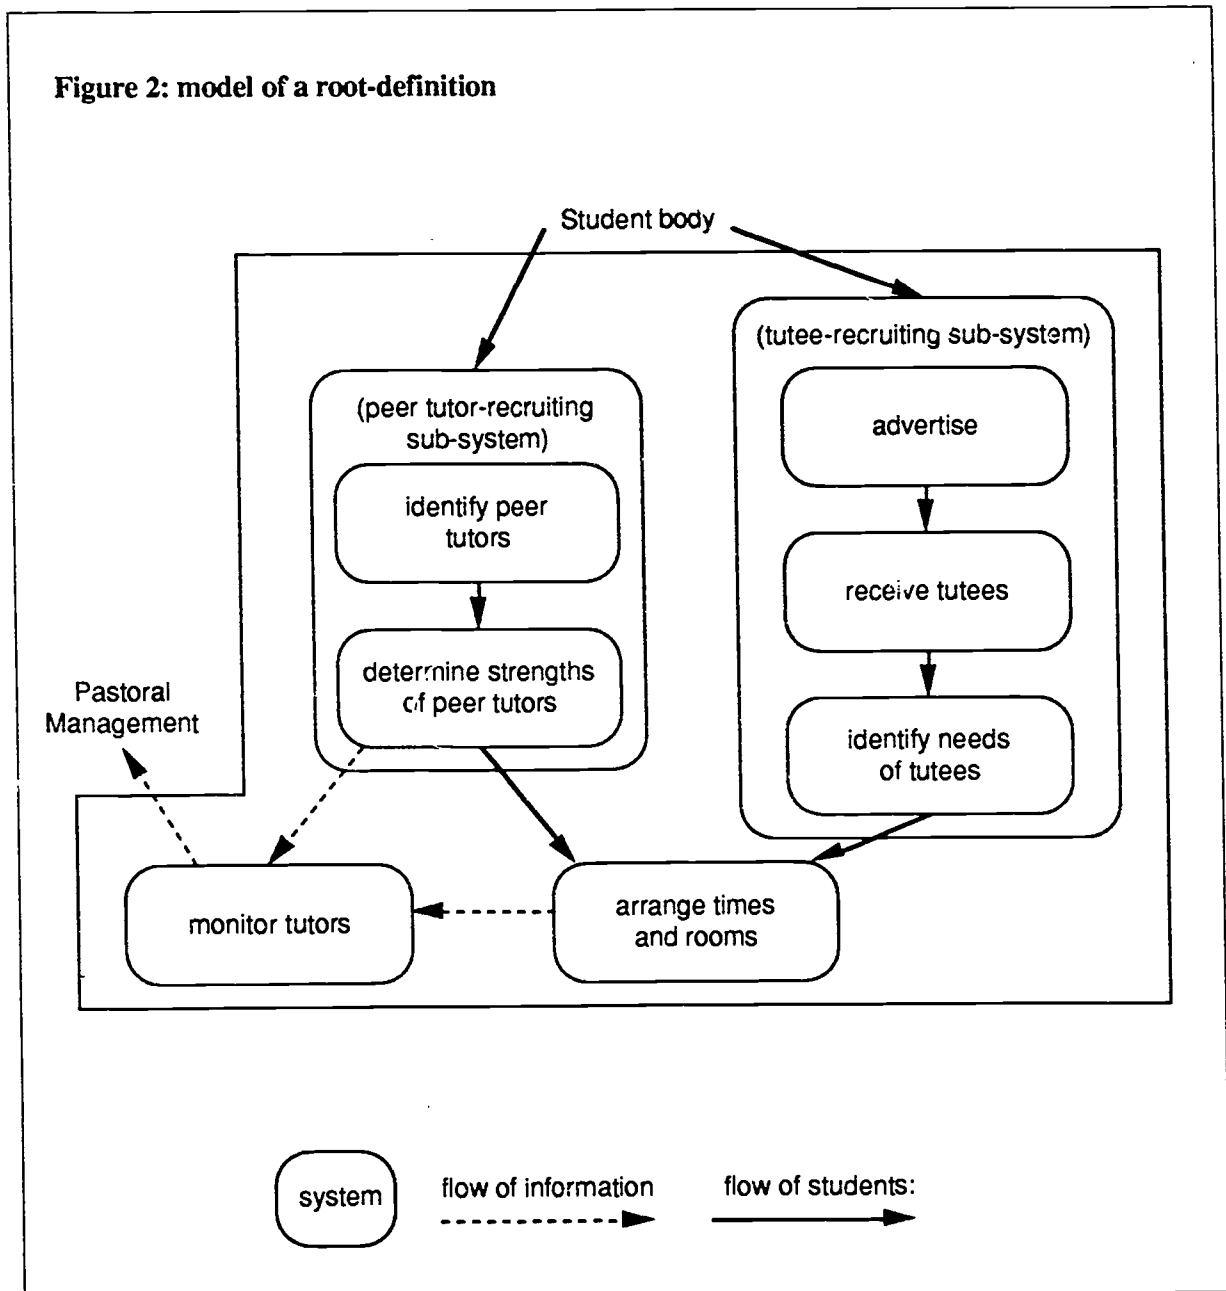 Figure 2: model of a root-definition
Student body
(tutee-recruiting sub-system)
advertise
(peer tutor-recruiting
sub-system)
identify peer
tutors
receive tutees
determine strengths
of peer tutors
Pastoral
Management
identify needs
of tutees
monitor tutors
arrange times
and rooms
system
flow of information
flow of students: